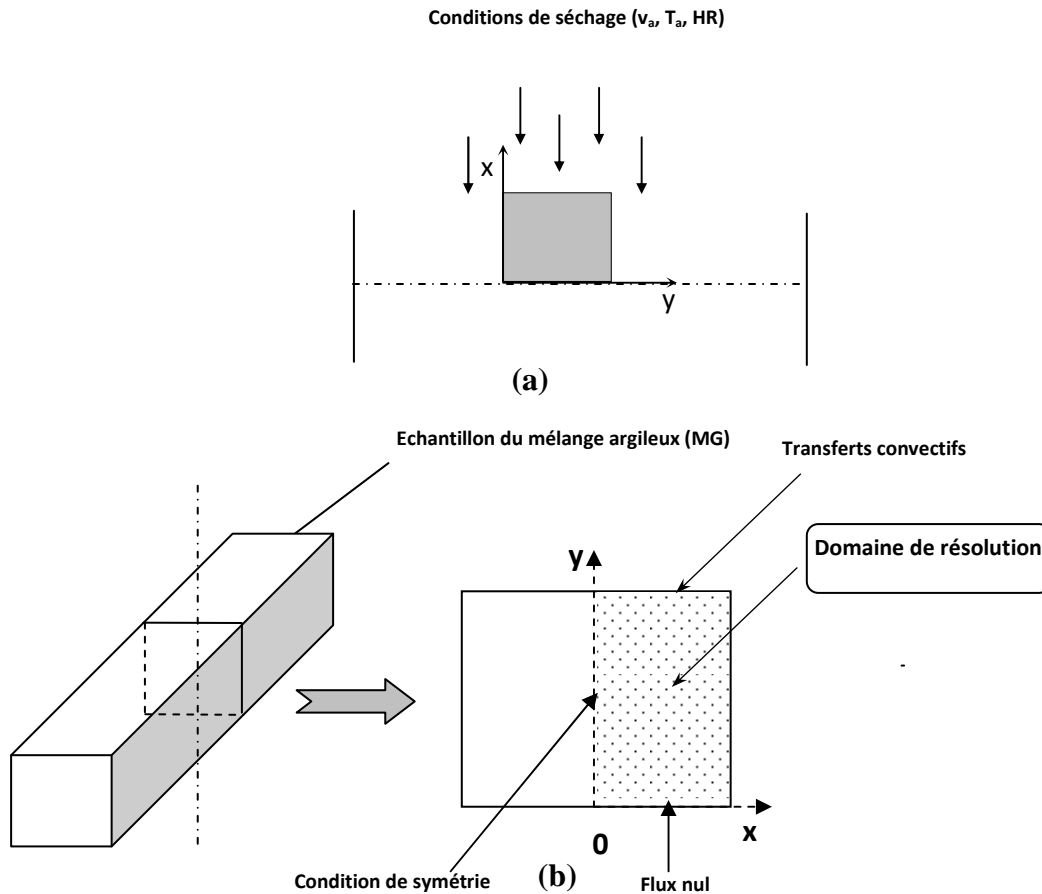 Conditions de séchage (vₐ, Tₐ, HR)
x
y
(a)
Echantillon du mélange argileux (MG)
Transferts convectifs
Domaine de résolution
y
0
x
Condition de symétrie
(b)
Flux nul